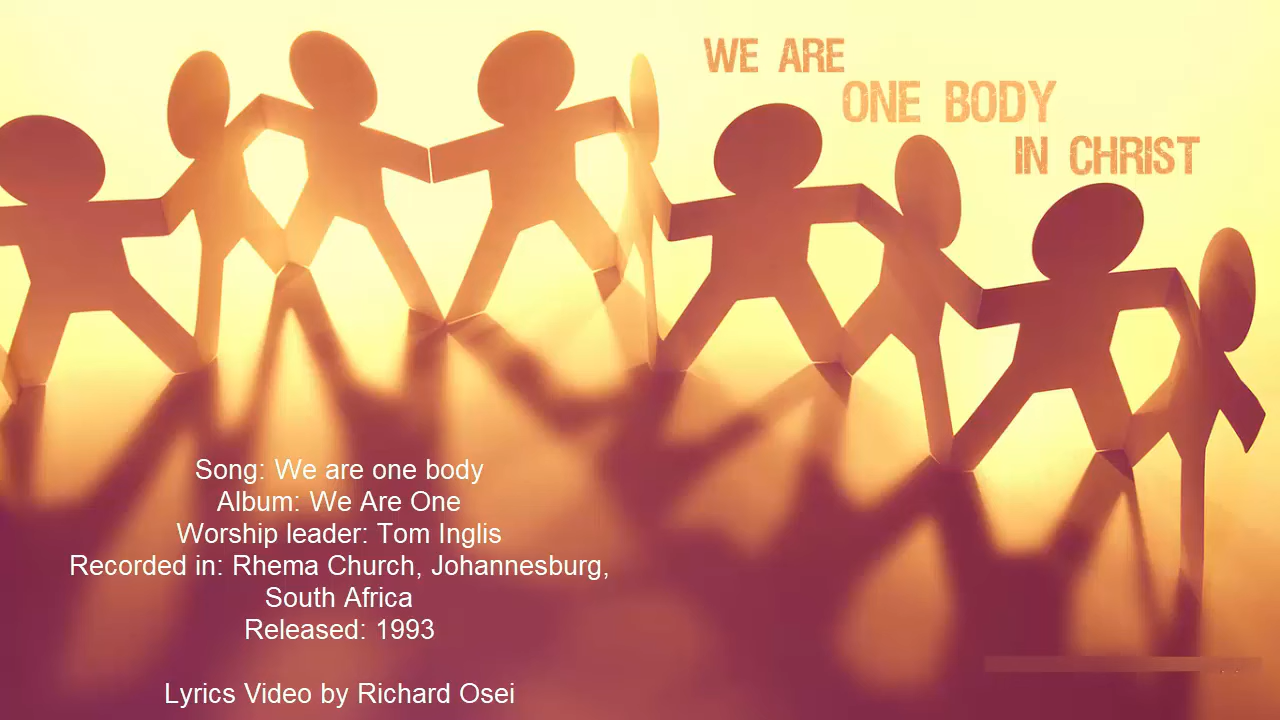 WE ARE
ONE BODY
IN CHRIST
Song: We are one body
Album: We Are One
Worship leader: Tom Inglis
Recorded in: Rhema Church, Johannesburg,
South Africa
Released: 1993
Lyrics Video by Richard Osei